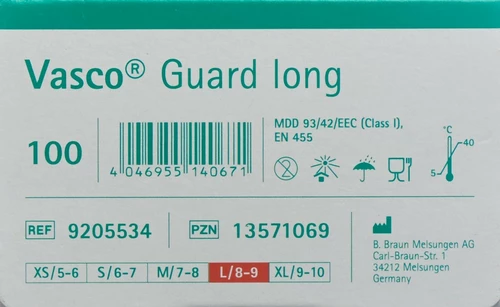 Vasco® Guard long
100
4 046955 140671
MDD 93/42/EEC (Class I),
EN 455
2
°C
40
5
REF 9205534
PZN 13571069
XS/5-6 S/6-7 M/7-8 L/8-9 XL/9-10
B. Braun Melsungen AG
Carl-Braun-Str. 1
34212 Melsungen
Germany